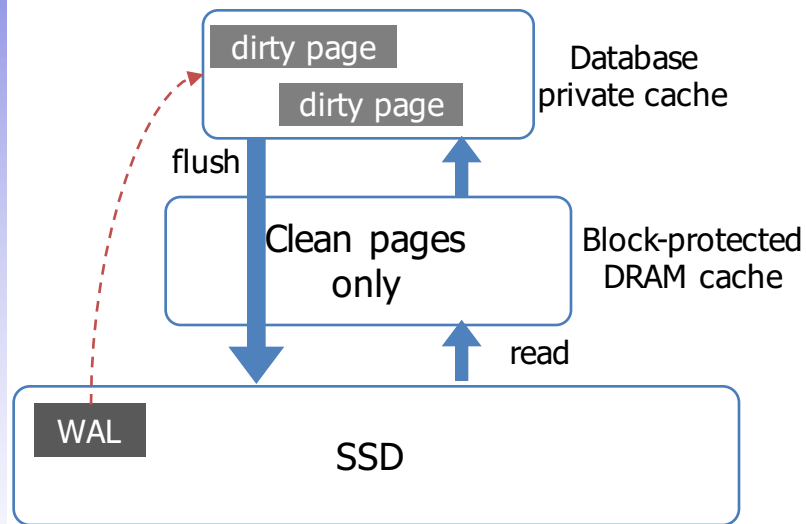 dirty page
dirty page
Database
private cache
flush
Clean pages
only
Block-protected
DRAM cache
read
WAL
SSD